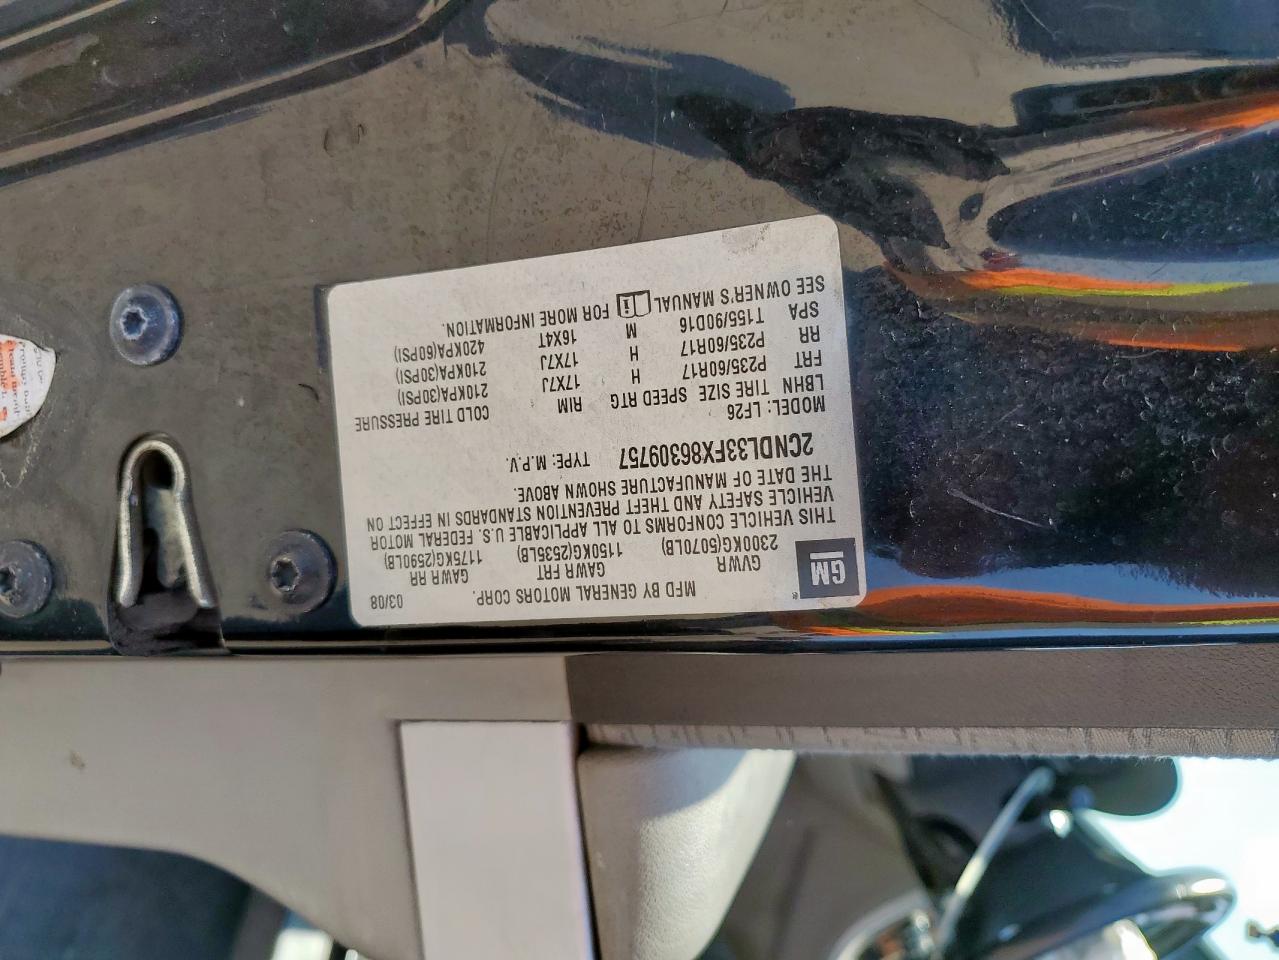 GM
MFD BY GENERAL MOTORS CORP. 03/08
GVWR GAWR FRT GAWR RR
2300KG(5070LB) 1150KG(2535LB) 1175KG(2590LB)
THIS VEHICLE CONFORMS TO ALL APPLICABLE U.S. FEDERAL MOTOR
VEHICLE SAFETY AND THEFT PREVENTION STANDARDS IN EFFECT ON
THE DATE OF MANUFACTURE SHOWN ABOVE.
2CNDL33FX86309757 TYPE: M.P.V.
MODEL: LF26
LBHN TIRE SIZE SPEED RTG RIM COLD TIRE PRESSURE
FRT P235/60R17 H 17X7J 210KPA(30PSI)
RR P235/60R17 H 17X7J 210KPA(30PSI)
SPA T155/90D16 M 16X4T 420KPA(60PSI)
SEE OWNER'S MANUAL FOR MORE INFORMATION.